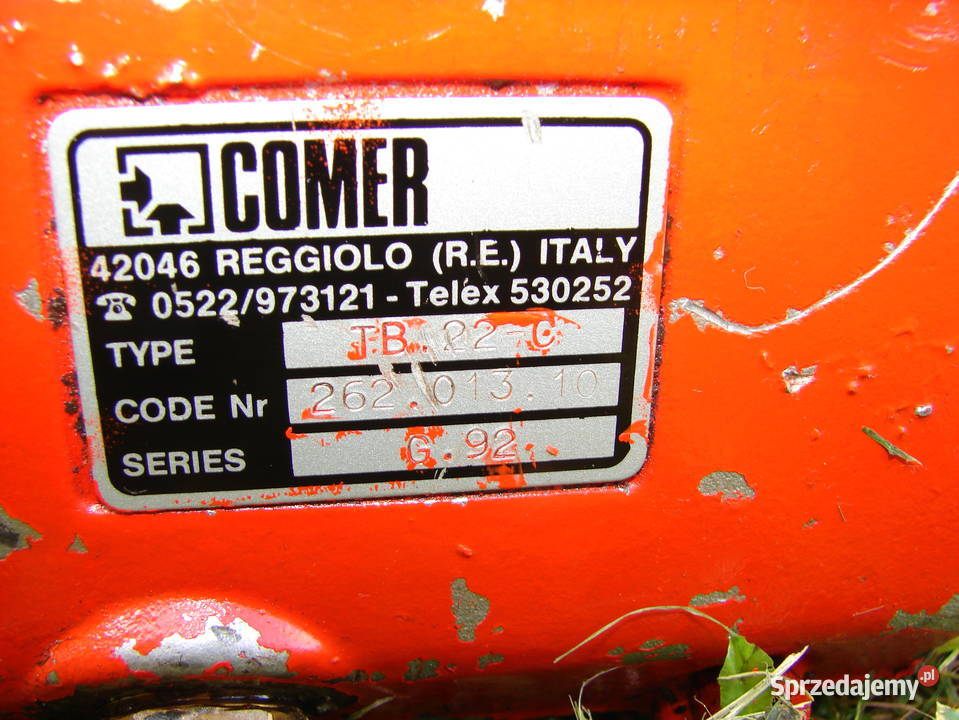 COMER
42046 REGGIOLO (R.E.) ITALY
☎ 0522/973121 - Telex 530252
TYPE TB.22-C
CODE Nr 262.013.10
SERIES G.92
Sprzedajemy.pl